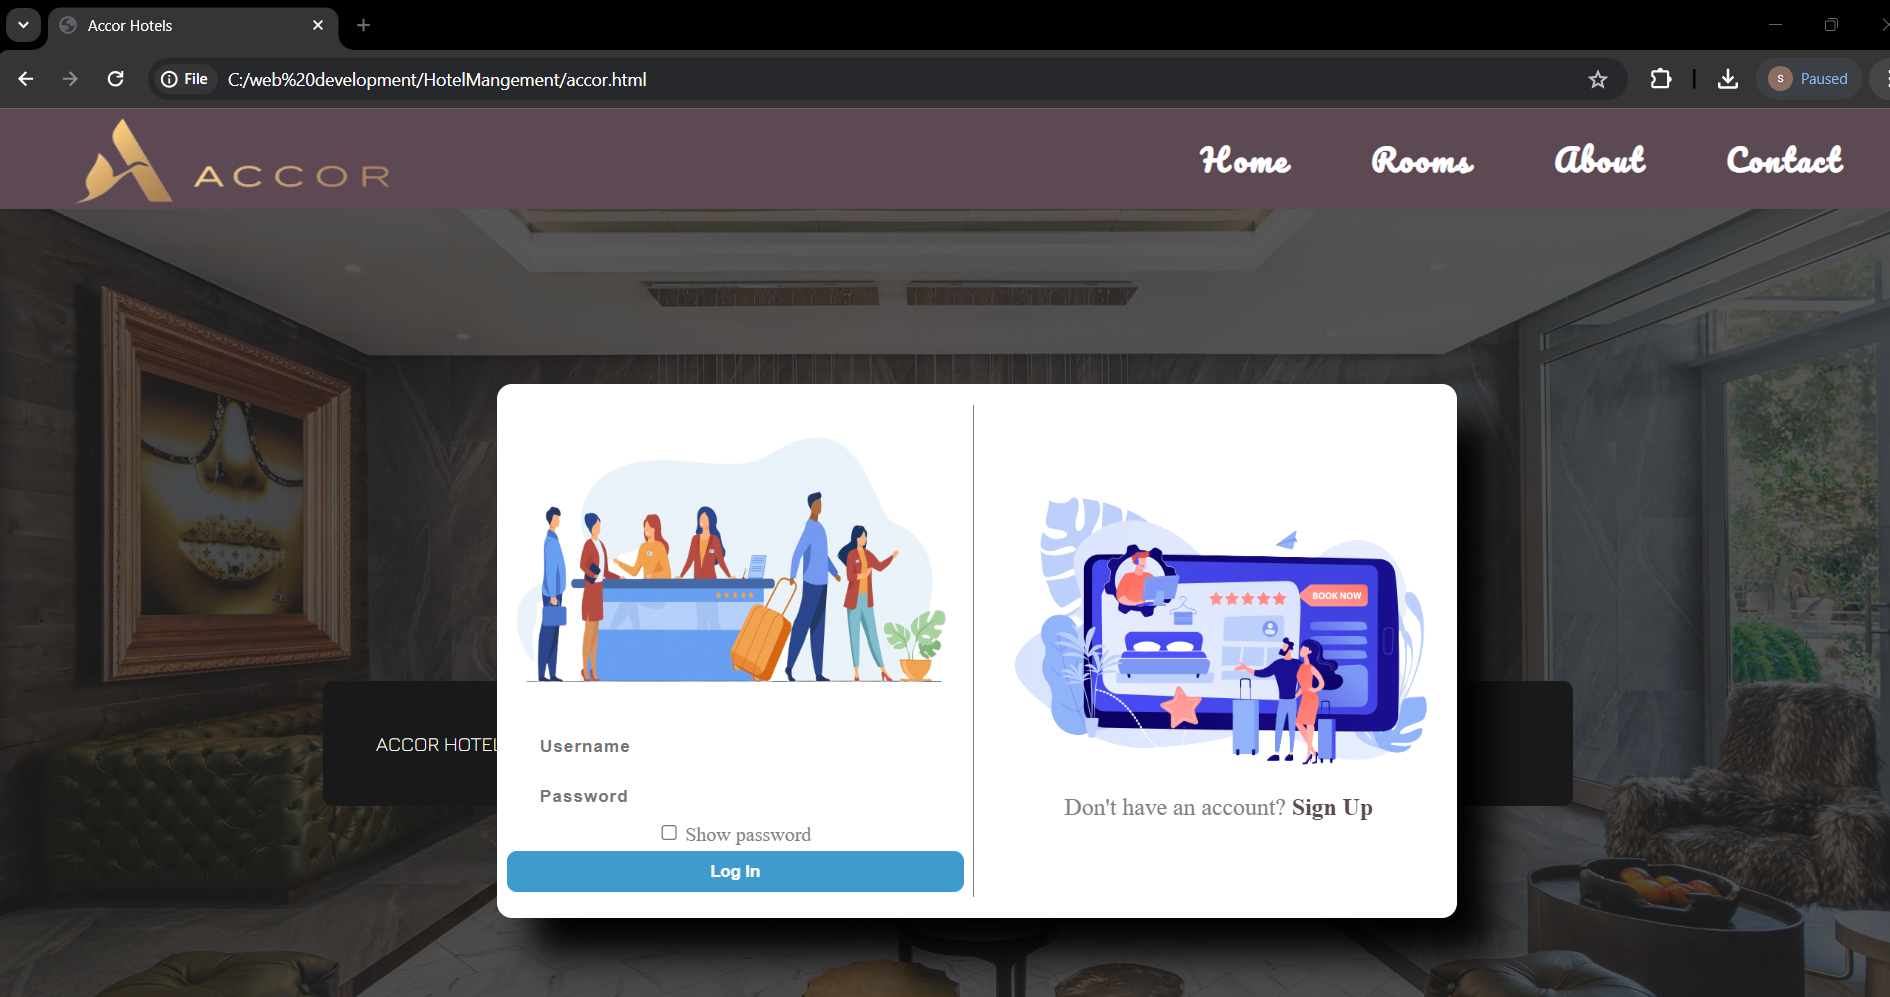 Accor Hotels
File
C:/web%20development/HotelMangement/accor.html
S
Paused
ACCOR
Home
Rooms
About
Contact
BOOK NOW
ACCOR HOTEL
Username
Password
Show password
Log In
Don't have an account? Sign Up